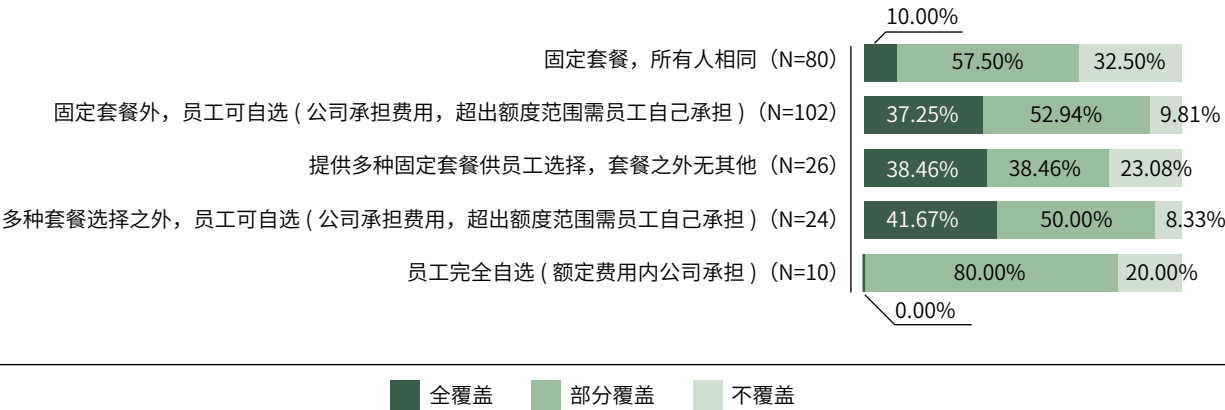 10.00%
固定套餐，所有人相同（N=80） 57.50% 32.50%
固定套餐外，员工可自选 ( 公司承担费用，超出额度范围需员工自己承担 )（N=102） 37.25% 52.94% 9.81%
提供多种固定套餐供员工选择，套餐之外无其他（N=26） 38.46% 38.46% 23.08%
多种套餐选择之外，员工可自选 ( 公司承担费用，超出额度范围需员工自己承担 )（N=24） 41.67% 50.00% 8.33%
员工完全自选 ( 额定费用内公司承担 )（N=10） 80.00% 20.00%
0.00%
全覆盖 部分覆盖 不覆盖